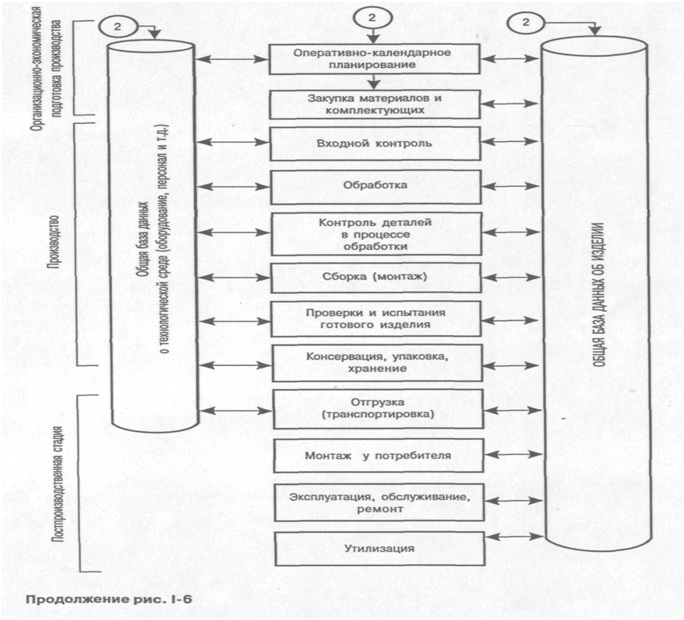 2
2
2
Организационно-экономическая
подготовка производства
Производство
Постпроизводственная стадия
Общая база данных
о технологической среде (оборудование, персонал и т.д.)
Оперативно-календарное
планирование
Закупка материалов и
комплектующих
Входной контроль
Обработка
Контроль деталей
в процессе
обработки
Сборка (монтаж)
Проверки и испытания
готового изделия
Консервация, упаковка,
хранение
Отгрузка
(транспортировка)
Монтаж у потребителя
Эксплуатация, обслуживание,
ремонт
Утилизация
ОБЩАЯ БАЗА ДАННЫХ ОБ ИЗДЕЛИИ
Продолжение рис. I-6